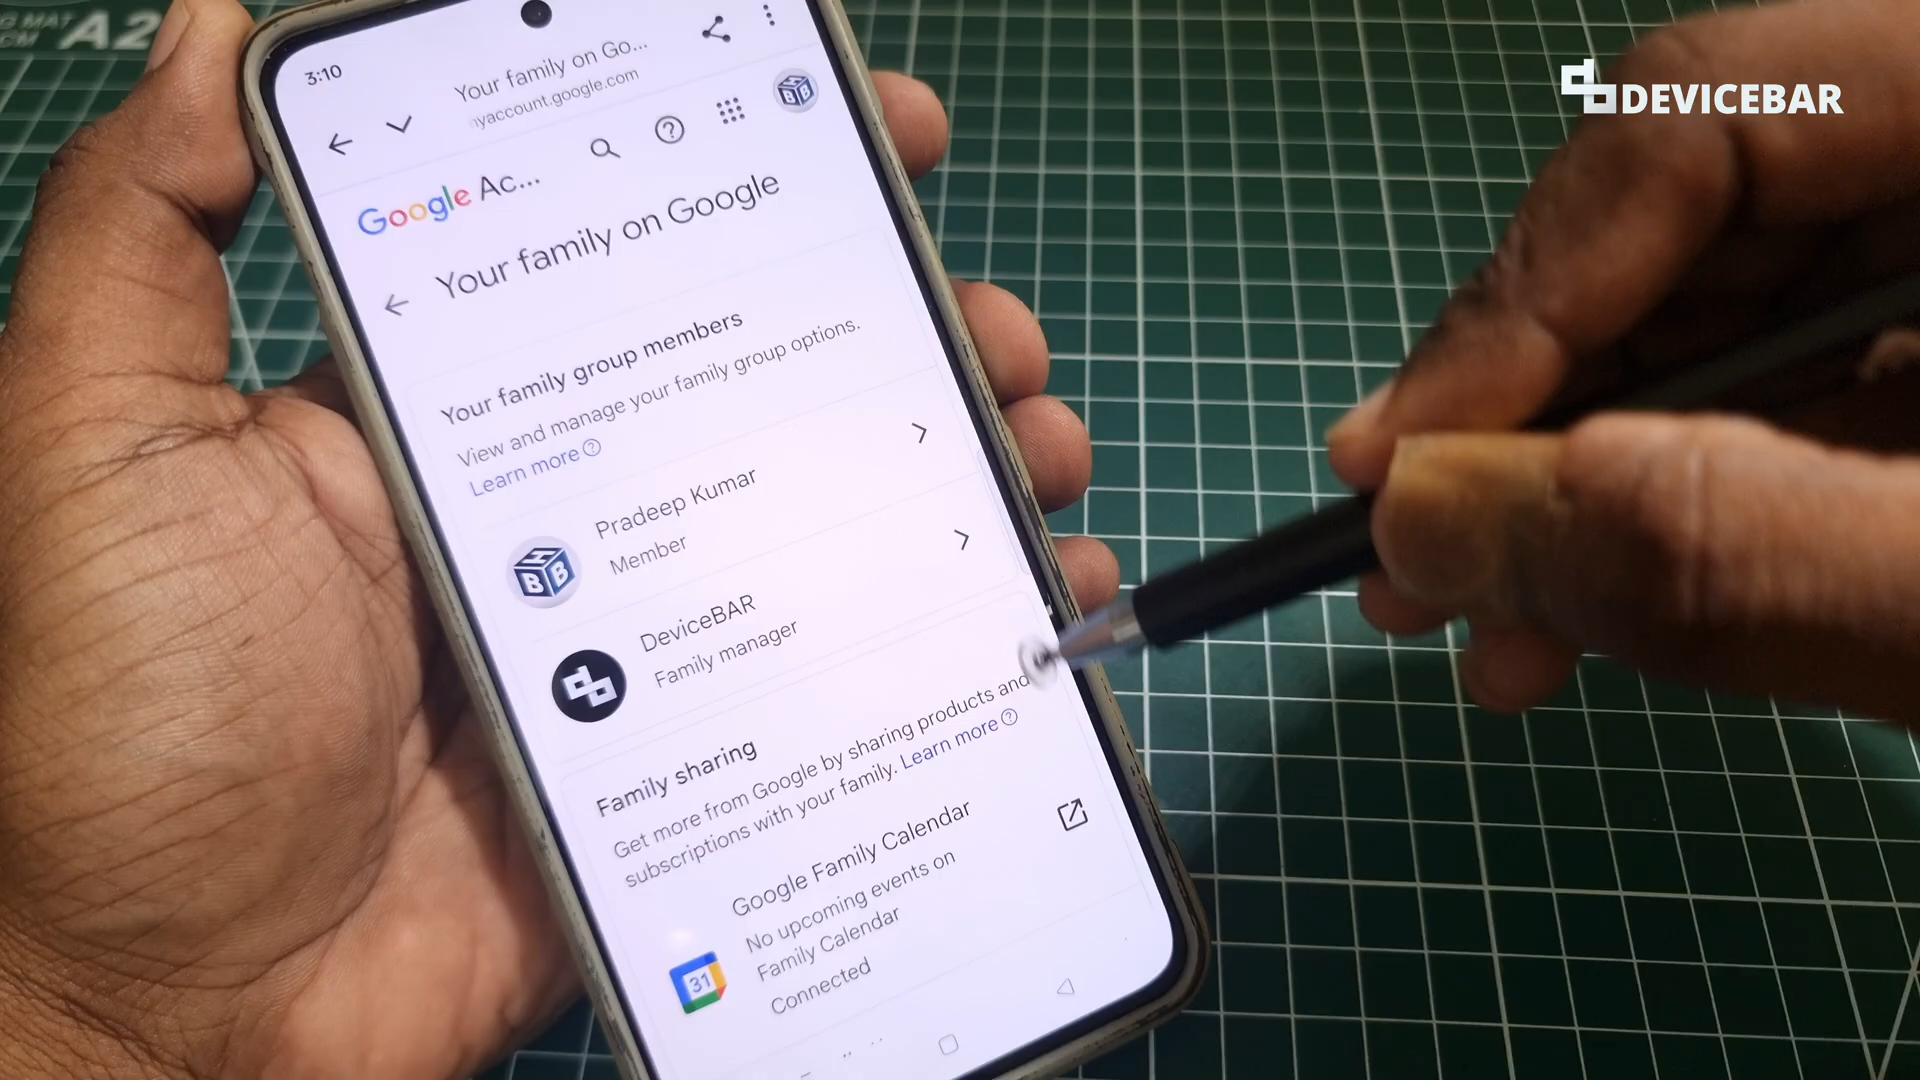 A2
DEVICEBAR
3:10
Your family on Go...
yaccount.google.com
Google Ac...
Your family on Google
Your family group members
View and manage your family group options.
Learn more
Pradeep Kumar
Member
DeviceBAR
Family manager
Family sharing
Get more from Google by sharing products and
subscriptions with your family. Learn more
Google Family Calendar
No upcoming events on
Family Calendar
Connected
31